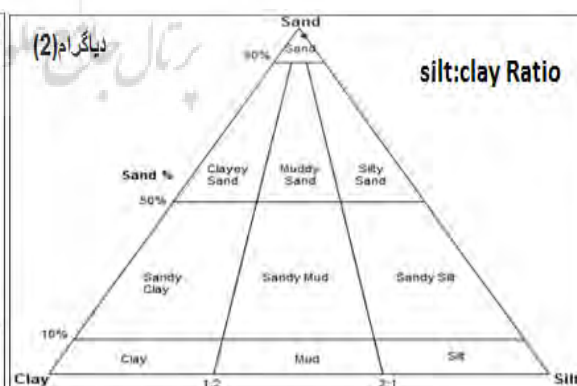 Sand
دیاگرام(2)
90%
Sand
silt:clay Ratio
Sand %
Clayey
Sand
Muddy
Sand
Silty
Sand
50%
Sandy
Clay
Sandy Mud
Sandy Silt
10%
Clay
Mud
Silt
Clay
1:2
2:1
Silt